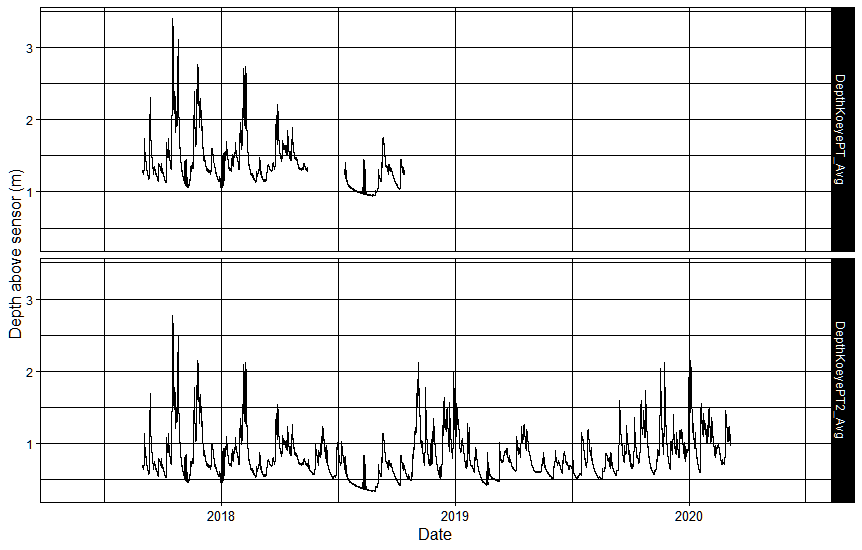 Depth above sensor (m)
3
2
1
DepthKoeyePT_Avg
3
2
1
DepthKoeyePT2_Avg
2018
2019
2020
Date